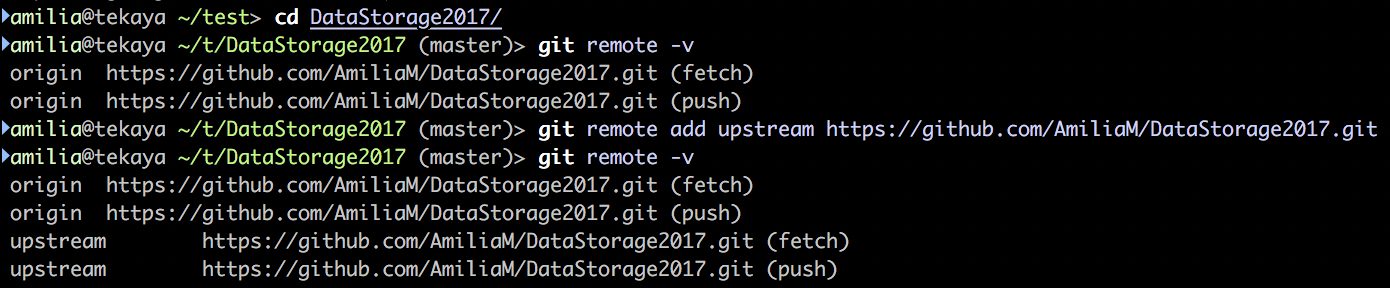 amilia@tekaya ~/test> cd DataStorage2017/
amilia@tekaya ~/t/DataStorage2017 (master)> git remote -v
origin https://github.com/AmiliaM/DataStorage2017.git (fetch)
origin https://github.com/AmiliaM/DataStorage2017.git (push)
amilia@tekaya ~/t/DataStorage2017 (master)> git remote add upstream https://github.com/AmiliaM/DataStorage2017.git
amilia@tekaya ~/t/DataStorage2017 (master)> git remote -v
origin https://github.com/AmiliaM/DataStorage2017.git (fetch)
origin https://github.com/AmiliaM/DataStorage2017.git (push)
upstream https://github.com/AmiliaM/DataStorage2017.git (fetch)
upstream https://github.com/AmiliaM/DataStorage2017.git (push)